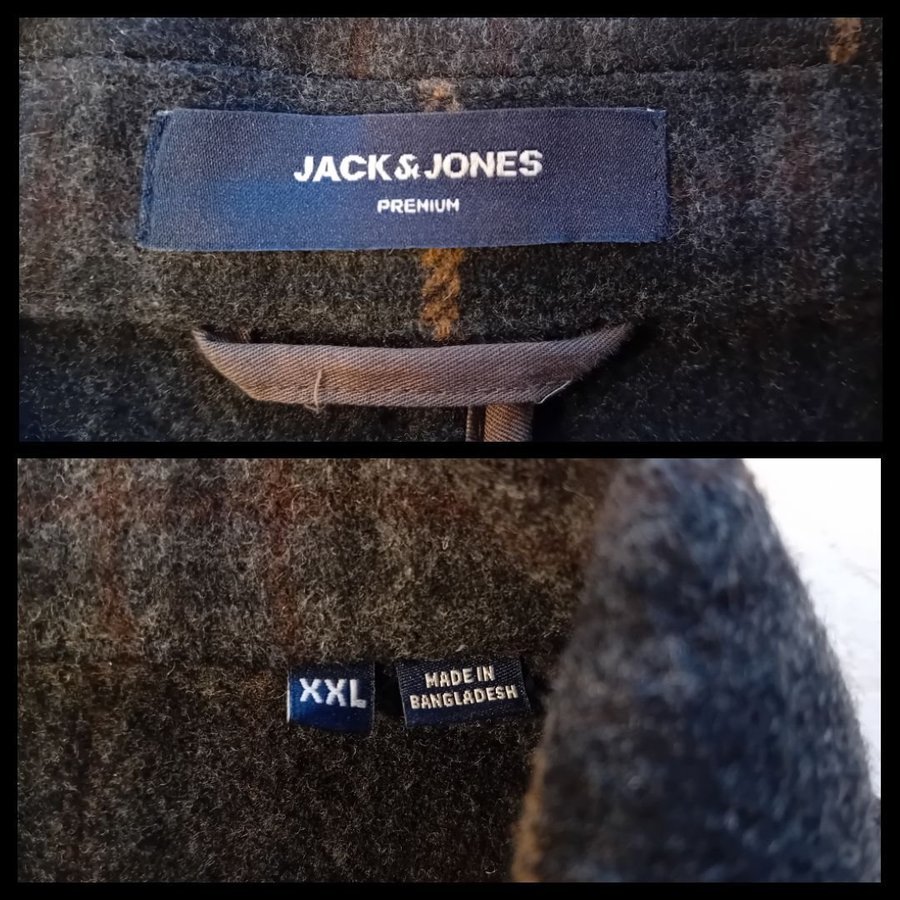 JACK & JONES
PREMIUM
XXL
MADE IN
BANGLADESH